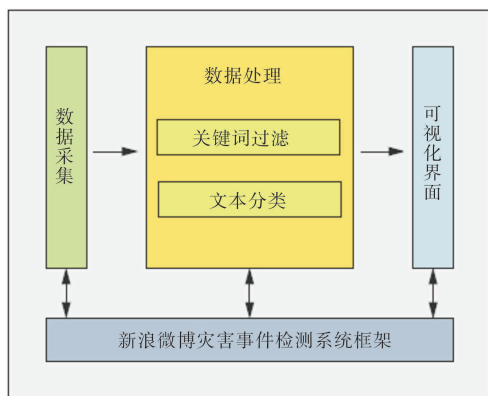 数据采集
数据处理
关键词过滤
文本分类
可视化界面
新浪微博灾害事件检测系统框架